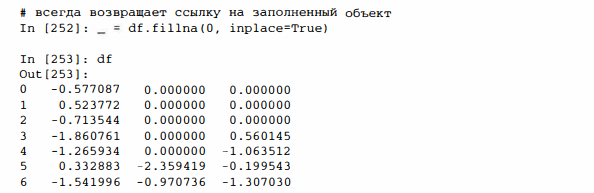 # всегда возвращает ссылку на заполненный объект
In [252]: _ = df.fillna(0, inplace=True)
In [253]: df
Out[253]:
0 -0.577087 0.000000 0.000000
1 0.523772 0.000000 0.000000
2 -0.713544 0.000000 0.000000
3 -1.860761 0.000000 0.560145
4 -1.265934 0.000000 -1.063512
5 0.332883 -2.359419 -0.199543
6 -1.541996 -0.970736 -1.307030